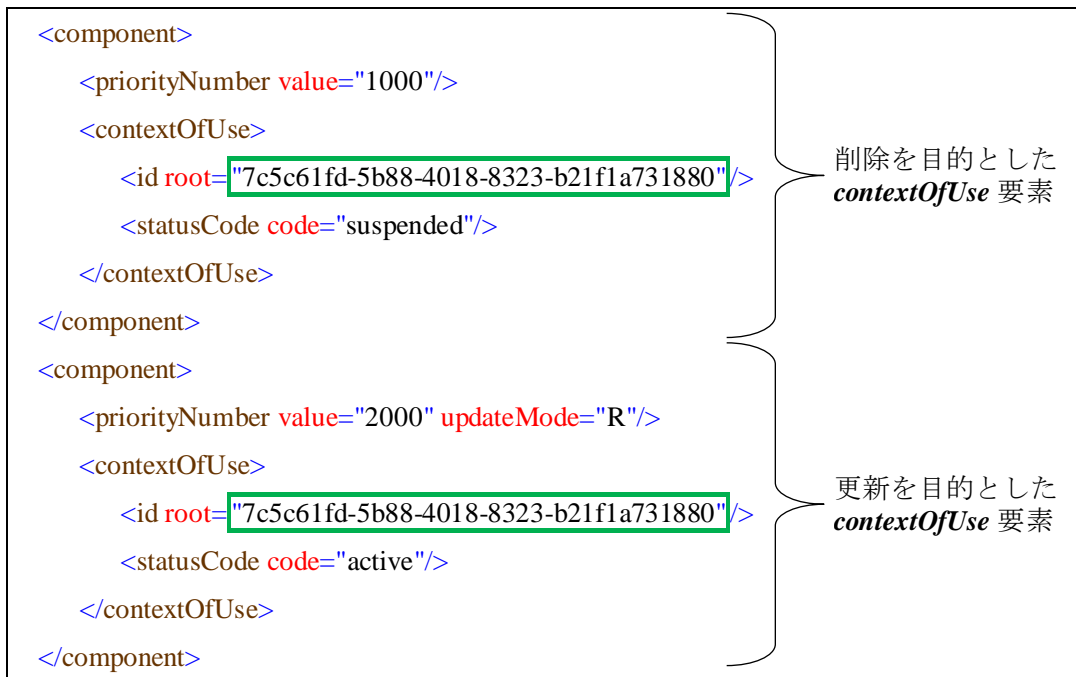 <component>
<priorityNumber value="1000"/>
<contextOfUse>
<id root="7c5c61fd-5b88-4018-8323-b21f1a731880"/>
<statusCode code="suspended"/>
</contextOfUse>
</component>
削除を目的とした
contextOfUse 要素
<component>
<priorityNumber value="2000" updateMode="R"/>
<contextOfUse>
<id root="7c5c61fd-5b88-4018-8323-b21f1a731880"/>
<statusCode code="active"/>
</contextOfUse>
</component>
更新を目的とした
contextOfUse 要素